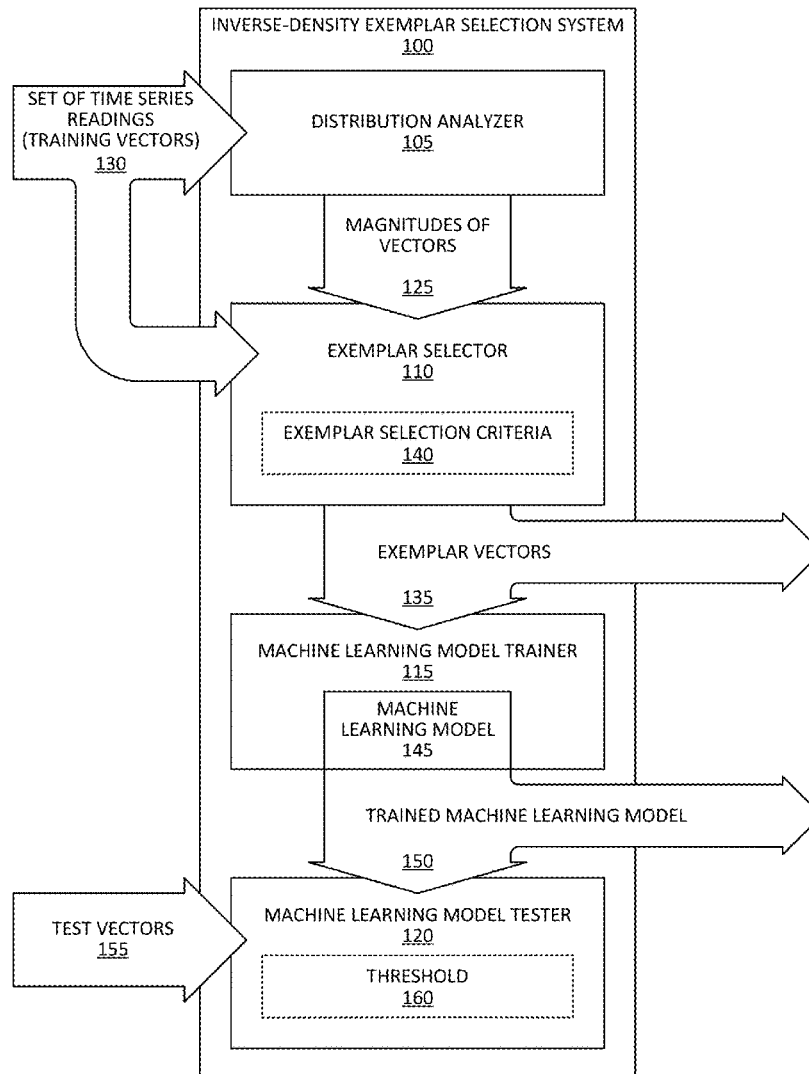 INVERSE-DENSITY EXEMPLAR SELECTION SYSTEM
100
SET OF TIME SERIES
READINGS
(TRAINING VECTORS)
130
DISTRIBUTION ANALYZER
105
MAGNITUDES OF
VECTORS
125
EXEMPLAR SELECTOR
110
EXEMPLAR SELECTION CRITERIA
140
EXEMPLAR VECTORS
135
MACHINE LEARNING MODEL TRAINER
115
MACHINE
LEARNING MODEL
145
TRAINED MACHINE LEARNING MODEL
150
TEST VECTORS
155
MACHINE LEARNING MODEL TESTER
120
THRESHOLD
160